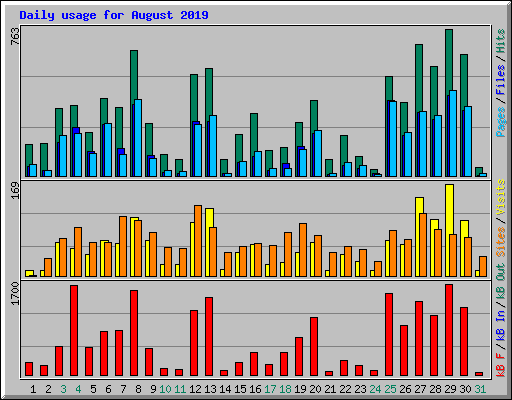 Daily usage for August 2019
763
Pages / Files / Hits
169
Sites / Visits
1700
kB F / kB In / kB Out
1 2 3 4 5 6 7 8 9 10 11 12 13 14 15 16 17 18 19 20 21 22 23 24 25 26 27 28 29 30 31